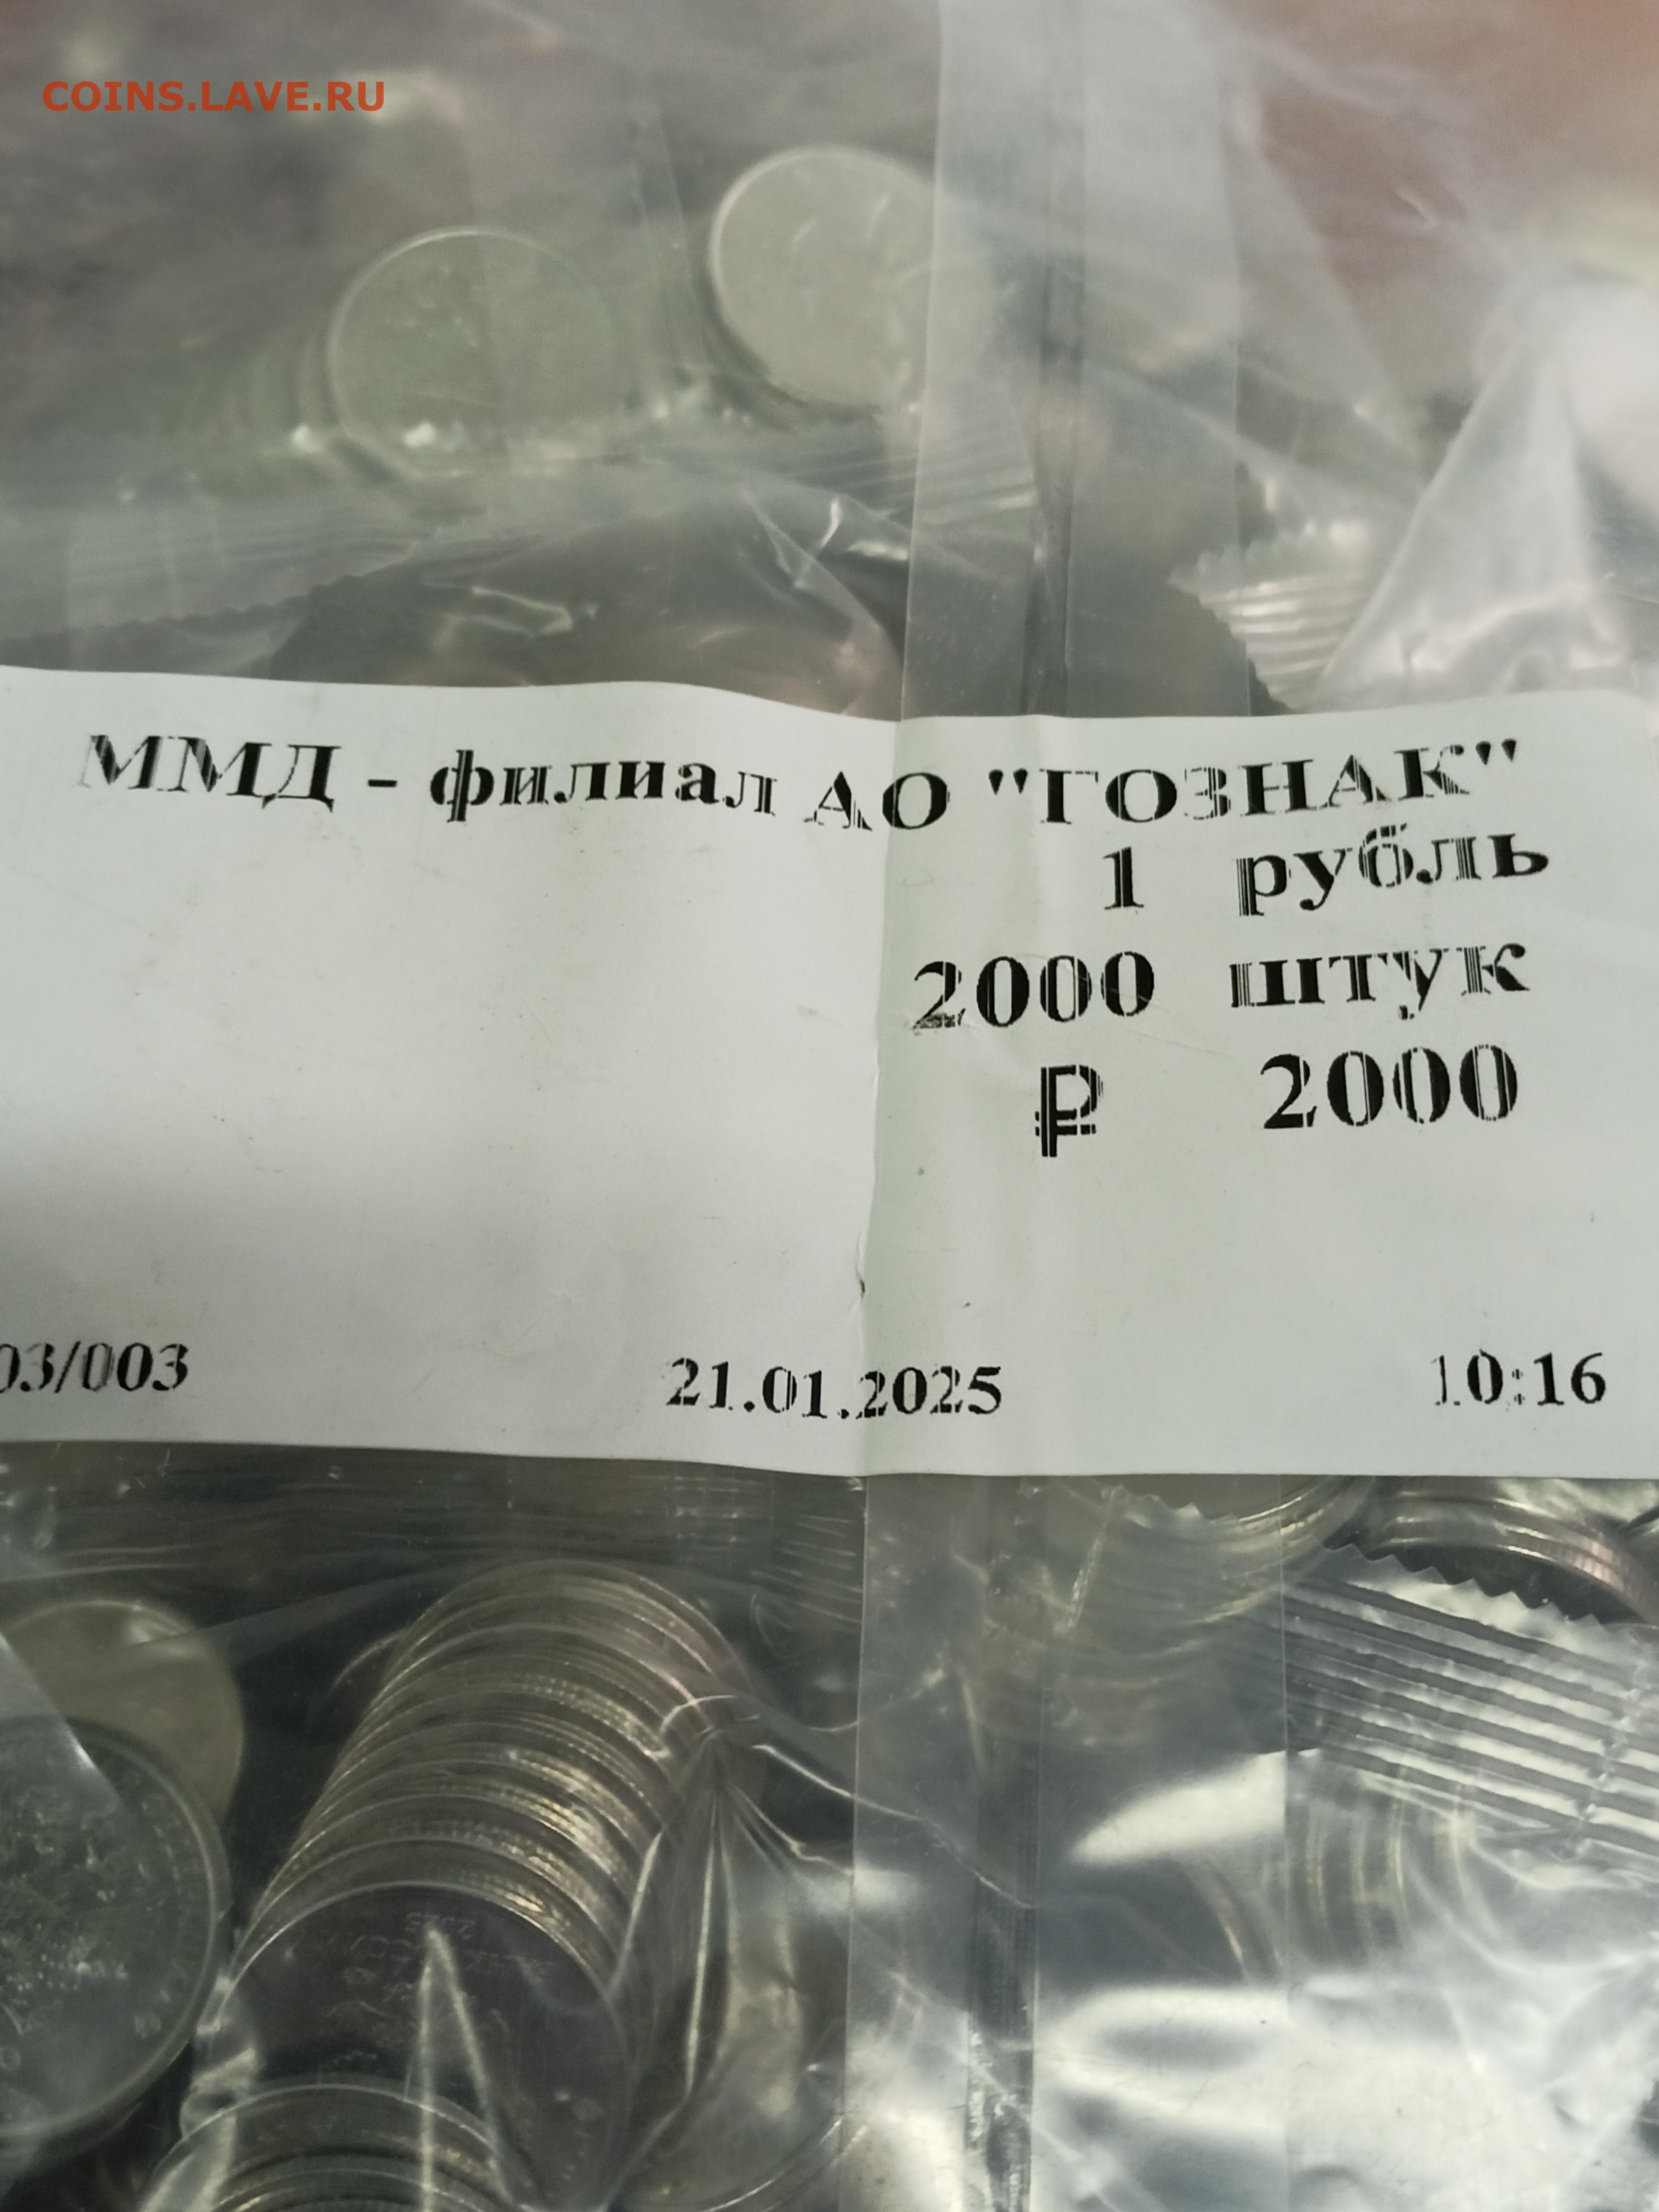 COINS.LAVE.RU
ММД - филиал АО "ГОЗНАК"
1 рубль
2000 штук
₽ 2000
03/003 21.01.2025 10:16